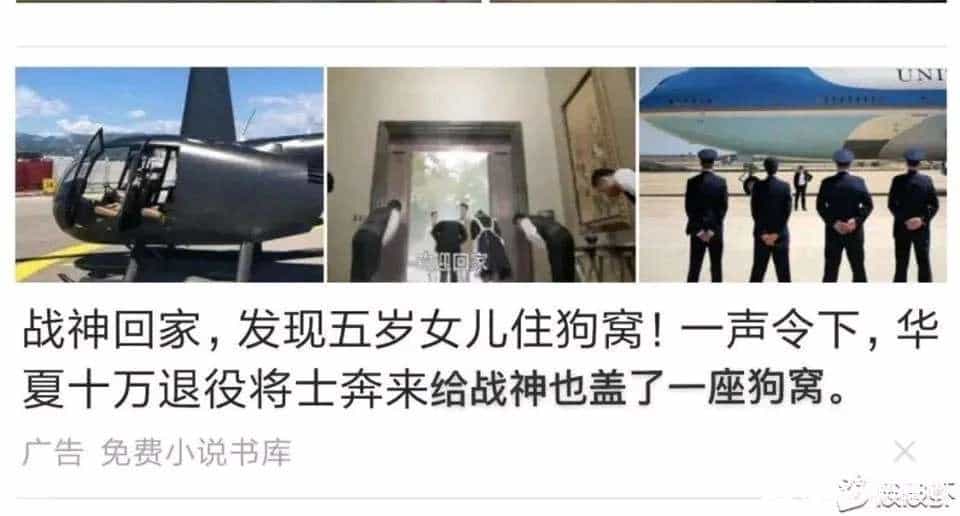 UNI
迎回家
战神回家，发现五岁女儿住狗窝！一声令下，华
夏十万退役将士奔来给战神也盖了一座狗窝。
广告 免费小说书库